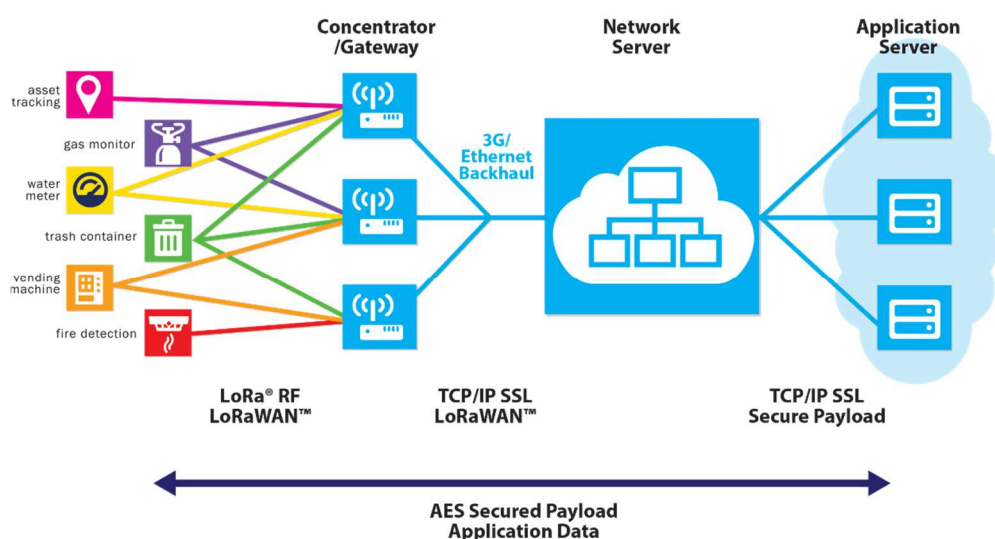 Concentrator
/Gateway
Network
Server
Application
Server
asset
tracking
gas monitor
water
meter
trash container
vending
machine
fire detection
3G/
Ethernet
Backhaul
LoRa® RF
LoRaWAN™
TCP/IP SSL
LoRaWAN™
TCP/IP SSL
Secure Payload
AES Secured Payload
Application Data